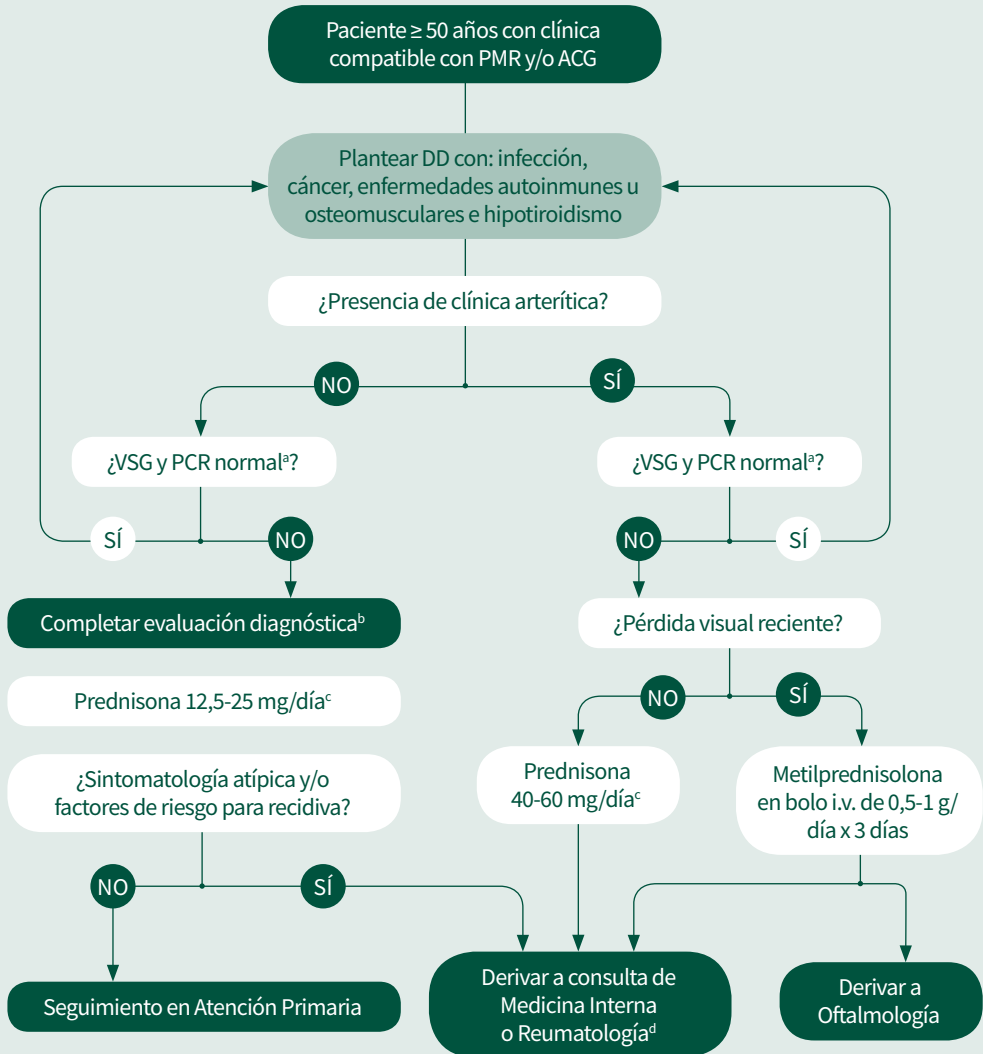 Paciente ≥ 50 años con clínica
compatible con PMR y/o ACG
Plantear DD con: infección,
cáncer, enfermedades autoinmunes u
osteomusculares e hipotiroidismo
¿Presencia de clínica arterítica?
NO
SÍ
¿VSG y PCR normalᵃ?
¿VSG y PCR normalᵃ?
SÍ
NO
NO
SÍ
Completar evaluación diagnósticaᵇ
¿Pérdida visual reciente?
Prednisona 12,5-25 mg/díaᶜ
NO
SÍ
¿Sintomatología atípica y/o
factores de riesgo para recidiva?
Prednisona
40-60 mg/díaᶜ
Metilprednisolona
en bolo i.v. de 0,5-1 g/
día x 3 días
NO
SÍ
Seguimiento en Atención Primaria
Derivar a consulta de
Medicina Interna
o Reumatologíaᵈ
Derivar a
Oftalmología